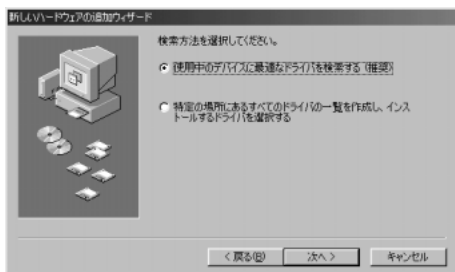 新しいハードウェアの追加ウィザード
検索方法を選択してください。
使用中のデバイスに最適なドライバを検索する（推奨）
特定の場所にあるすべてのドライバの一覧を作成し、インス
トールするドライバを選択する
< 戻る(B)
次へ >
キャンセル